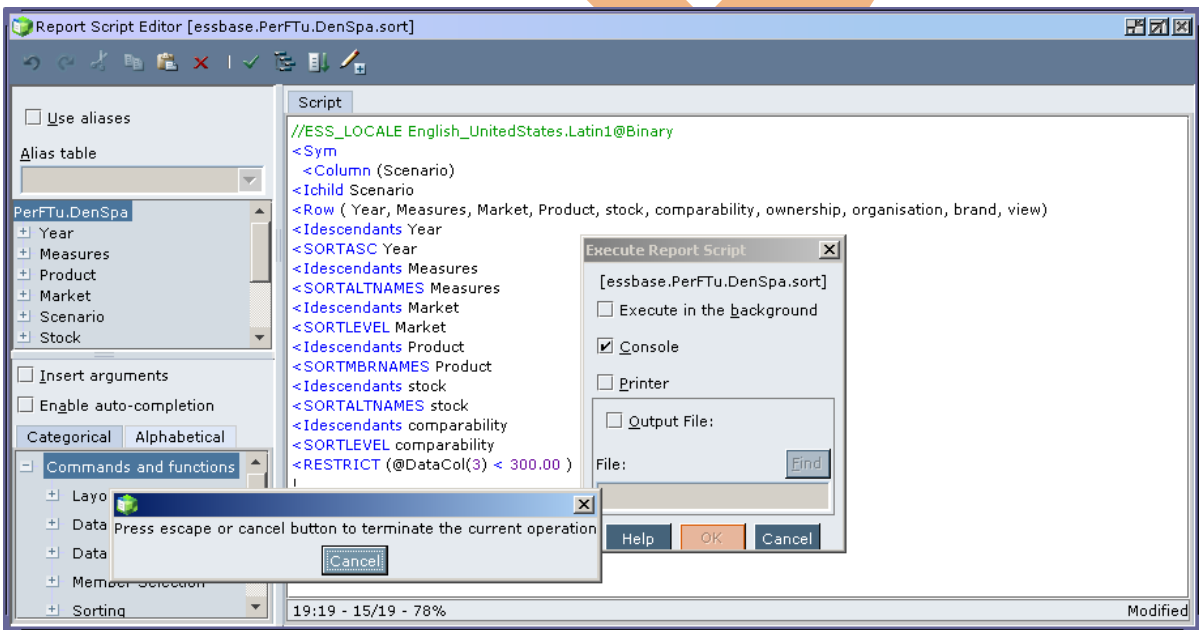 Report Script Editor [essbase.PerFTu.DenSpa.sort]
Use aliases
Alias table
PerFTu.DenSpa
Year
Measures
Product
Market
Scenario
Stock
Insert arguments
Enable auto-completion
Categorical Alphabetical
Commands and functions
Layo
Data
Data
Member Selection
Sorting
Script
//ESS_LOCALE English_UnitedStates.Latin1@Binary
<Sym
<Column (Scenario)
<Ichild Scenario
<Row ( Year, Measures, Market, Product, stock, comparability, ownership, organisation, brand, view)
<Idescendants Year
<SORTASC Year
<Idescendants Measures
<SORTALTNAMES Measures
<Idescendants Market
<SORTLEVEL Market
<Idescendants Product
<SORTMBRNAMES Product
<Idescendants stock
<SORTALTNAMES stock
<Idescendants comparability
<SORTLEVEL comparability
<RESTRICT (@DataCol(3) < 300.00 )
Execute Report Script
[essbase.PerFTu.DenSpa.sort]
Execute in the background
Console
Printer
Output File:
File: Find
Help OK Cancel
Press escape or cancel button to terminate the current operation
Cancel
19:19 - 15/19 - 78% Modified